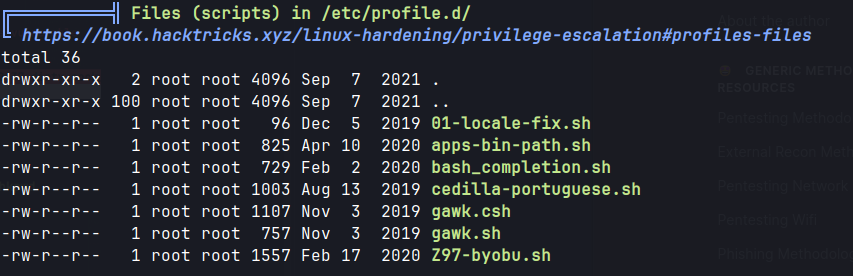 Files (scripts) in /etc/profile.d/
https://book.hacktricks.xyz/linux-hardening/privilege-escalation#profiles-files
total 36
drwxr-xr-x   2 root root 4096 Sep  7  2021 .
drwxr-xr-x 100 root root 4096 Sep  7  2021 ..
-rw-r--r--   1 root root   96 Dec  5  2019 01-locale-fix.sh
-rw-r--r--   1 root root  825 Apr 10  2020 apps-bin-path.sh
-rw-r--r--   1 root root  729 Feb  2  2020 bash_completion.sh
-rw-r--r--   1 root root 1003 Aug 13  2019 cedilla-portuguese.sh
-rw-r--r--   1 root root 1107 Nov  3  2019 gawk.csh
-rw-r--r--   1 root root  757 Nov  3  2019 gawk.sh
-rw-r--r--   1 root root 1557 Feb 17  2020 Z97-byobu.sh
About the author
GENERIC METHO
RESOURCES
Pentesting Methodolo
External Recon Meth
Pentesting Network
Pentesting Wifi
Phishing Methodolo